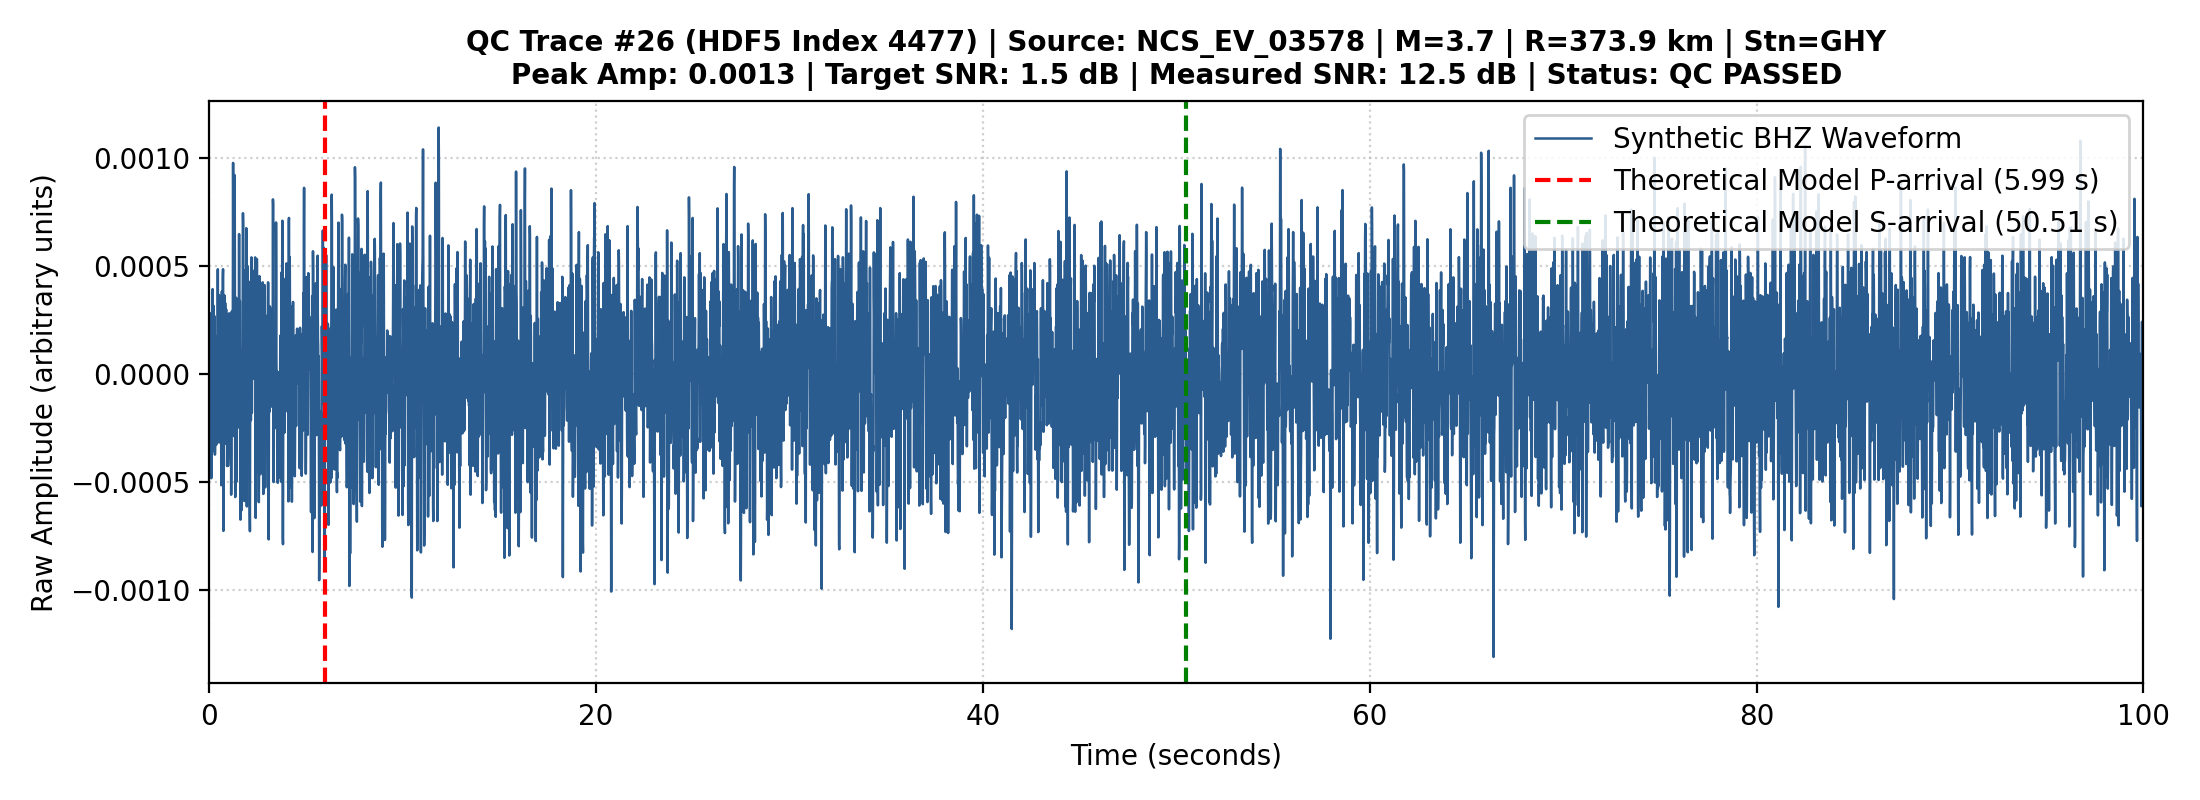 QC Trace #26 (HDF5 Index 4477) | Source: NCS_EV_03578 | M=3.7 | R=373.9 km | Stn=GHY
Peak Amp: 0.0013 | Target SNR: 1.5 dB | Measured SNR: 12.5 dB | Status: QC PASSED
Synthetic BHZ Waveform
Theoretical Model P-arrival (5.99 s)
Theoretical Model S-arrival (50.51 s)
Raw Amplitude (arbitrary units)
0.0010
0.0005
0.0000
−0.0005
−0.0010
0 20 40 60 80 100
Time (seconds)